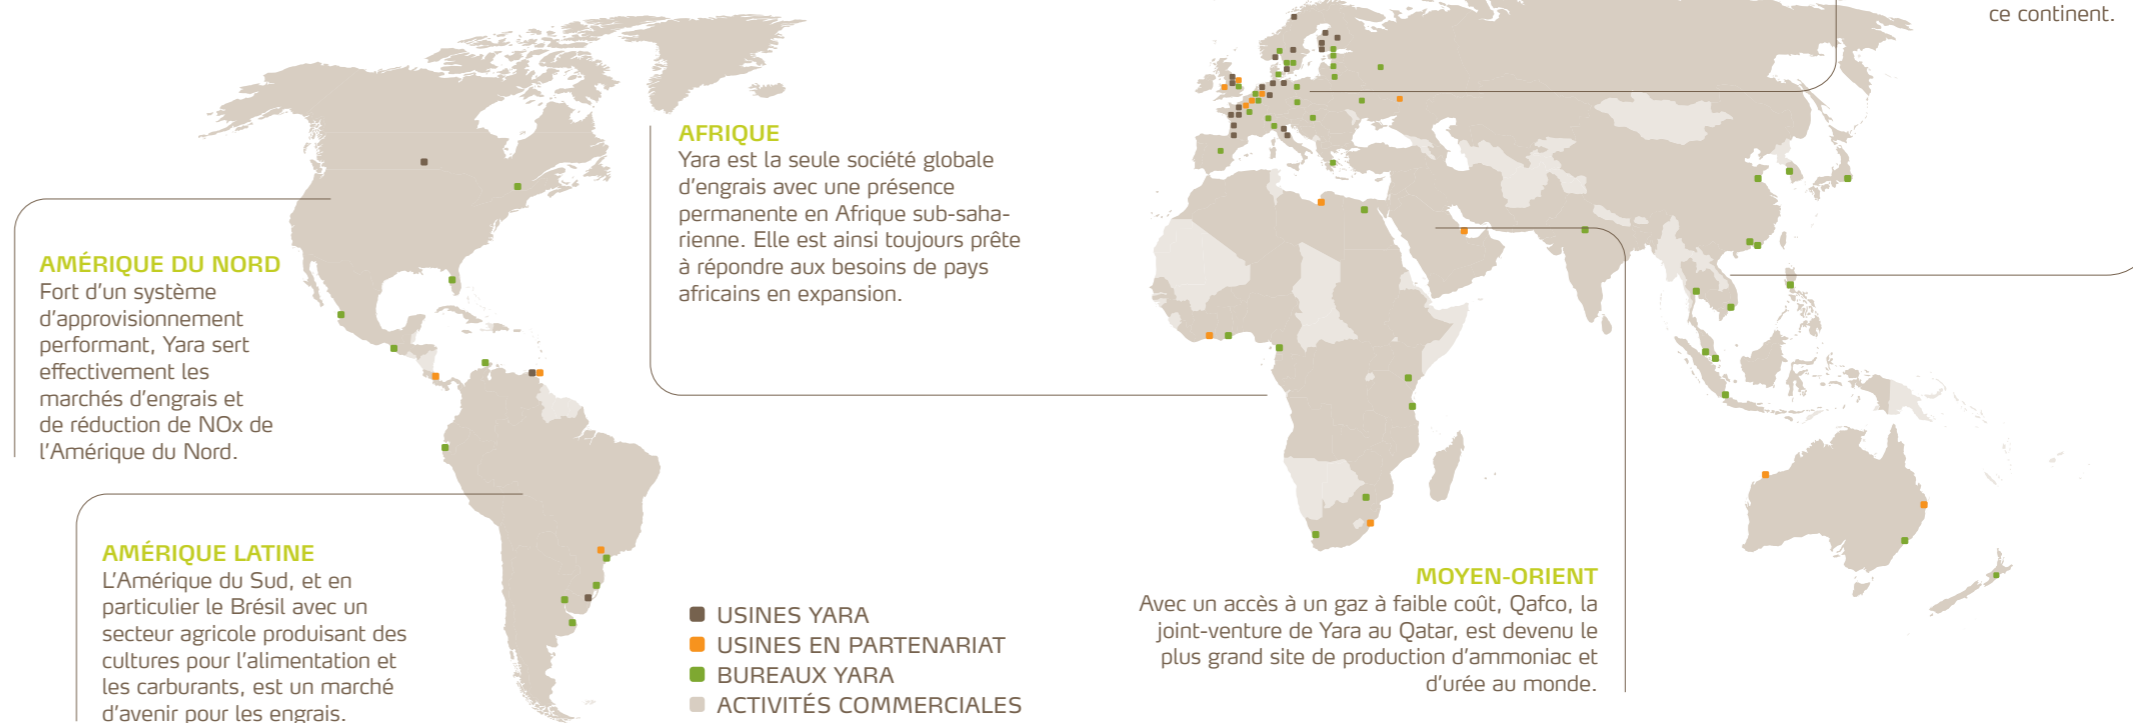 ce continent.
AFRIQUE
Yara est la seule société globale
d'engrais avec une présence
permanente en Afrique sub-saha-
rienne. Elle est ainsi toujours prête
à répondre aux besoins de pays
africains en expansion.
AMÉRIQUE DU NORD
Fort d'un système
d'approvisionnement
performant, Yara sert
effectivement les
marchés d'engrais et
de réduction de NOx de
l'Amérique du Nord.
AMÉRIQUE LATINE
L'Amérique du Sud, et en
particulier le Brésil avec un
secteur agricole produisant des
cultures pour l'alimentation et
les carburants, est un marché
d'avenir pour les engrais.
USINES YARA
USINES EN PARTENARIAT
BUREAUX YARA
ACTIVITÉS COMMERCIALES
MOYEN-ORIENT
Avec un accès à un gaz à faible coût, Qafco, la
joint-venture de Yara au Qatar, est devenu le
plus grand site de production d'ammoniac et
d'urée au monde.